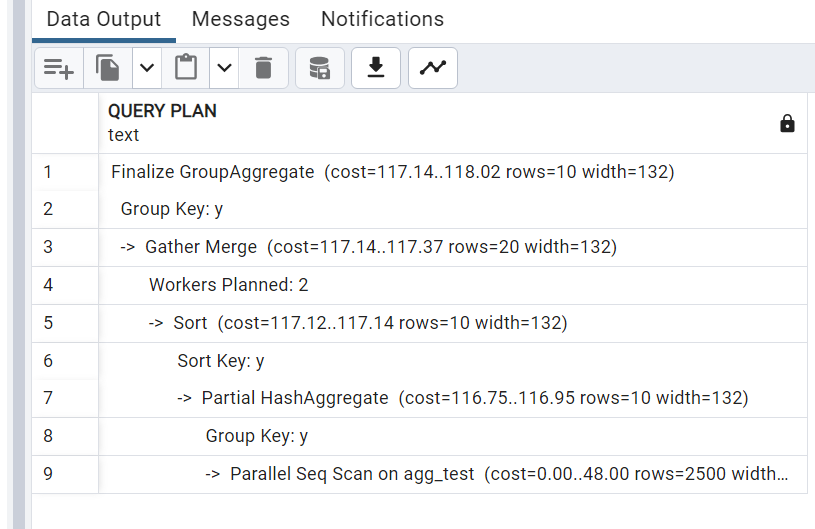 Data Output Messages Notifications
QUERY PLAN
text
1 Finalize GroupAggregate (cost=117.14..118.02 rows=10 width=132)
2 Group Key: y
3 -> Gather Merge (cost=117.14..117.37 rows=20 width=132)
4 Workers Planned: 2
5 -> Sort (cost=117.12..117.14 rows=10 width=132)
6 Sort Key: y
7 -> Partial HashAggregate (cost=116.75..116.95 rows=10 width=132)
8 Group Key: y
9 -> Parallel Seq Scan on agg_test (cost=0.00..48.00 rows=2500 width...